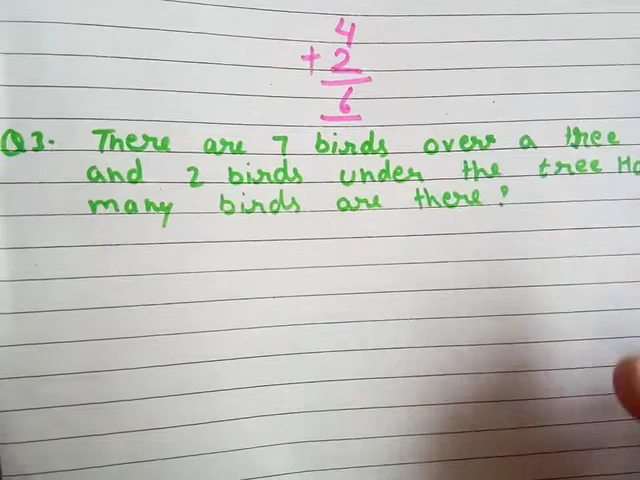 4
+ 2
6
Q3. There are 7 birds over a tree
and 2 birds under the tree
many birds are there?